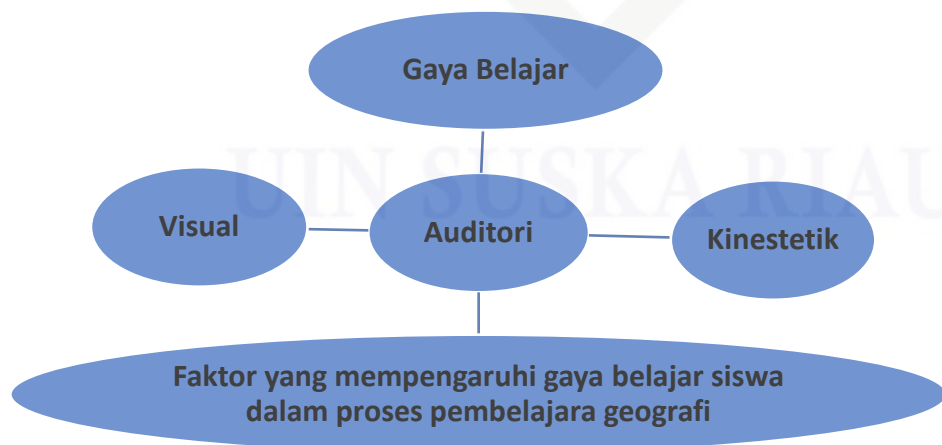 Gaya Belajar
UIN SUSKA RIAU
Visual
Auditori
Kinestetik
Faktor yang mempengaruhi gaya belajar siswa
dalam proses pembelajara geografi